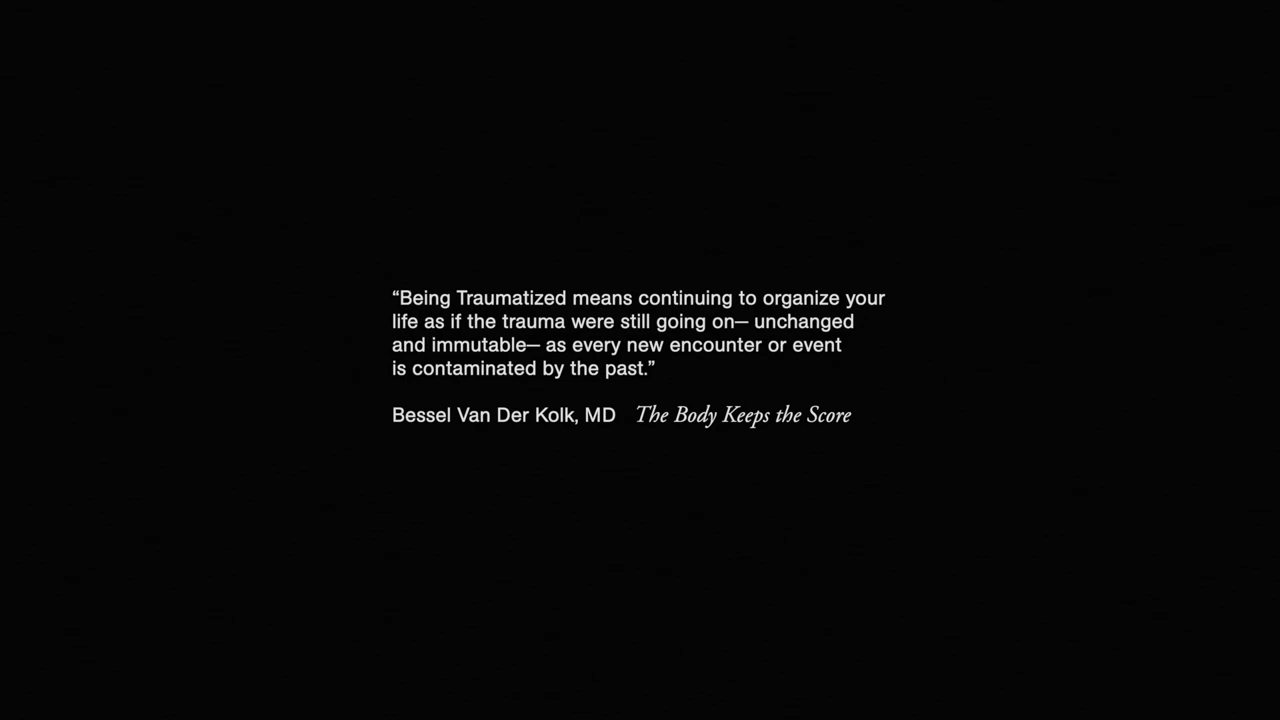 “Being Traumatized means continuing to organize your
life as if the trauma were still going on— unchanged
and immutable— as every new encounter or event
is contaminated by the past.”
Bessel Van Der Kolk, MD The Body Keeps the Score